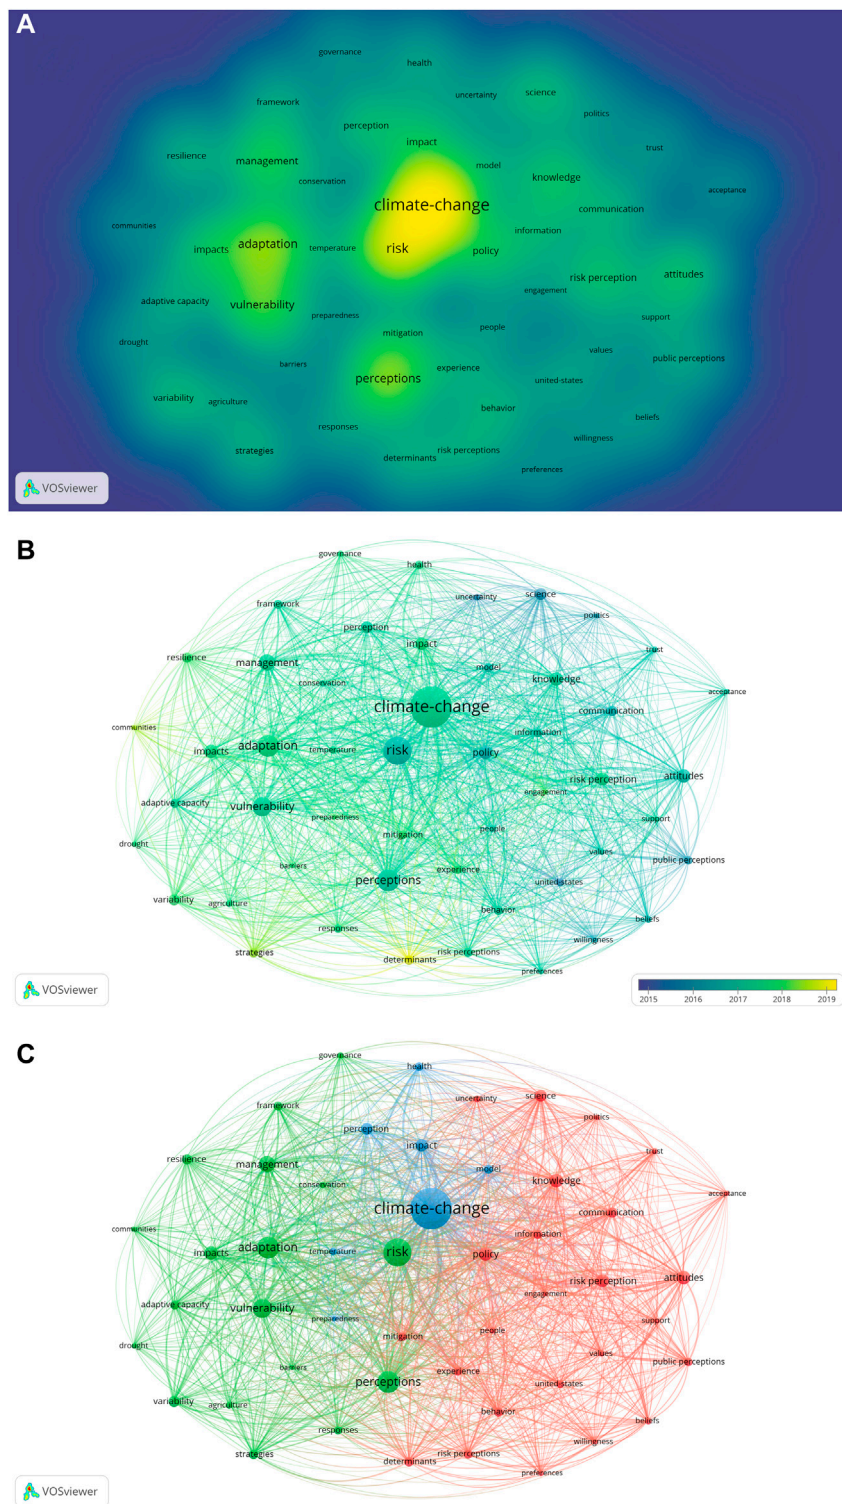 A
governance
health
uncertainty
science
framework
politics
perception
impact
trust
resilience
management
model
conservation
knowledge
acceptance
climate-change
communication
communities
information
impacts
adaptation
temperature
risk
policy
risk perception
attitudes
engagement
adaptive capacity
vulnerability
preparedness
support
people
mitigation
drought
values
barriers
experience
public perceptions
perceptions
united-states
variability
agriculture
behavior
beliefs
responses
willingness
strategies
determinants
risk perceptions
preferences
VOSviewer
B
governance
health
uncertainty
science
framework
politics
perception
impact
trust
resilience
management
model
conservation
knowledge
acceptance
climate-change
communication
communities
information
impacts
adaptation
temperature
risk
policy
risk perception
attitudes
engagement
adaptive capacity
vulnerability
preparedness
support
people
mitigation
drought
values
barriers
experience
public perceptions
perceptions
united-states
variability
agriculture
behavior
beliefs
responses
willingness
strategies
determinants
risk perceptions
preferences
VOSviewer
2015 2016 2017 2018 2019
C
governance
health
uncertainty
science
framework
politics
perception
impact
trust
resilience
management
model
conservation
knowledge
acceptance
climate-change
communication
communities
information
impacts
adaptation
temperature
risk
policy
risk perception
attitudes
engagement
adaptive capacity
vulnerability
preparedness
support
people
mitigation
drought
values
barriers
experience
public perceptions
perceptions
united-states
variability
agriculture
behavior
beliefs
responses
willingness
strategies
determinants
risk perceptions
preferences
VOSviewer